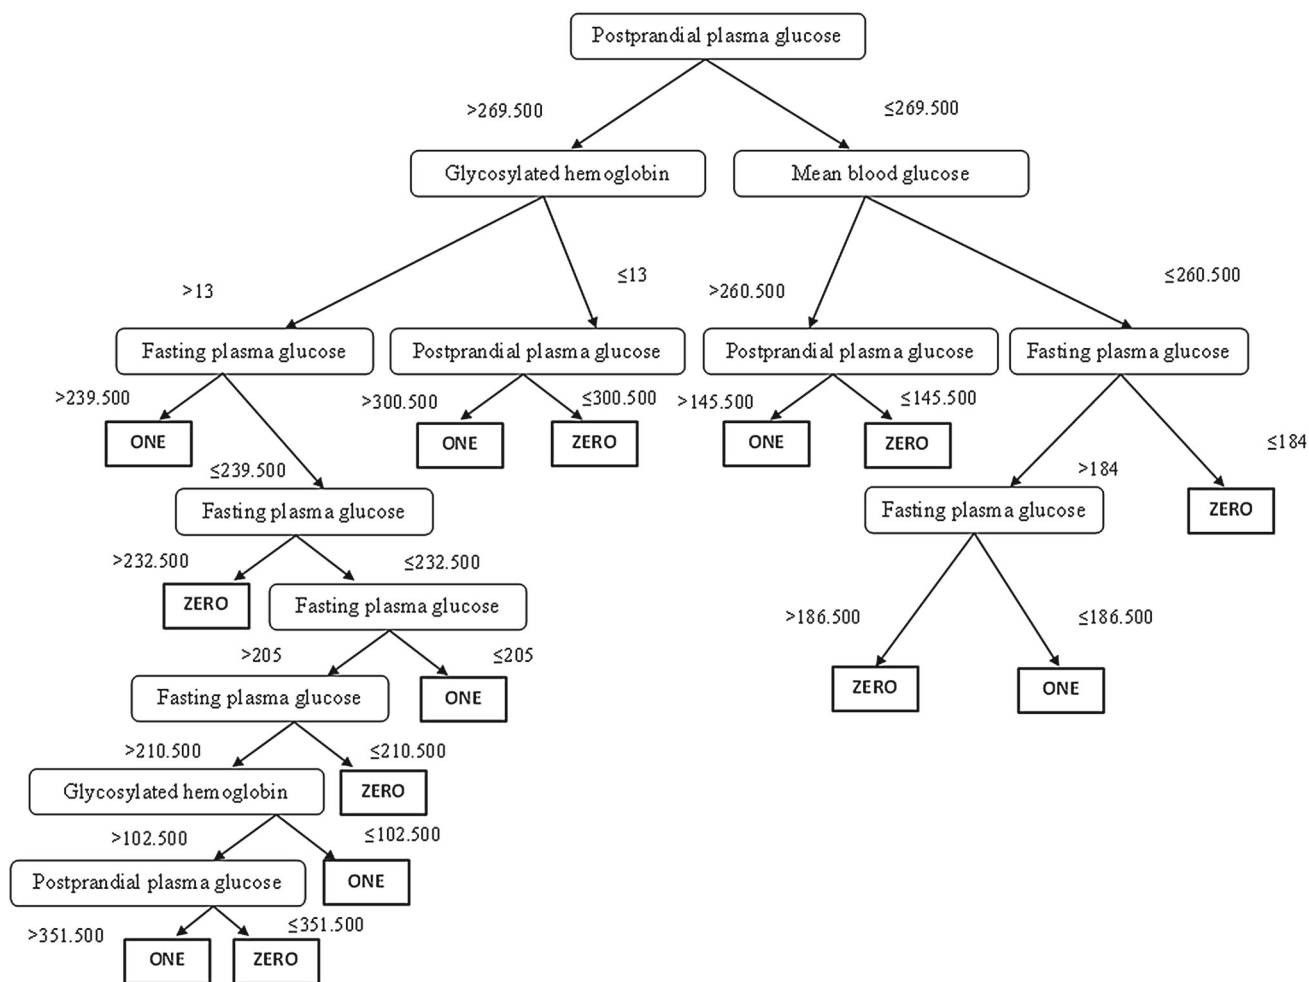 Postprandial plasma glucose
>269.500
≤269.500
Glycosylated hemoglobin
Mean blood glucose
>13
≤13
>260.500
≤260.500
Fasting plasma glucose
Postprandial plasma glucose
Postprandial plasma glucose
Fasting plasma glucose
>239.500
>300.500
≤300.500
>145.500
≤145.500
ONE
ONE
ZERO
ONE
ZERO
≤184
≤239.500
>184
Fasting plasma glucose
Fasting plasma glucose
ZERO
>232.500
≤232.500
ZERO
Fasting plasma glucose
>186.500
≤186.500
>205
≤205
Fasting plasma glucose
ONE
ZERO
ONE
>210.500
≤210.500
Glycosylated hemoglobin
ZERO
>102.500
≤102.500
Postprandial plasma glucose
ONE
>351.500
≤351.500
ONE
ZERO